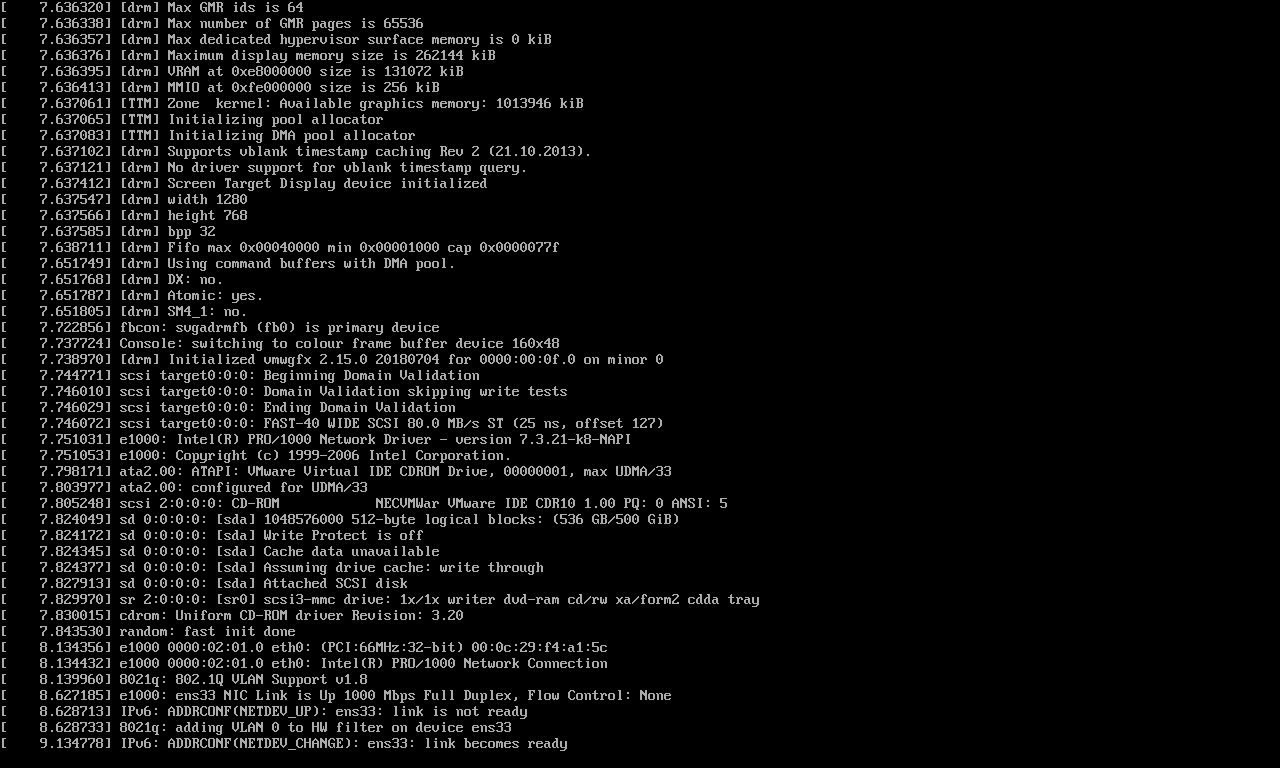 [    7.636320] [drm] Max GMR ids is 64
[    7.636338] [drm] Max number of GMR pages is 65536
[    7.636357] [drm] Max dedicated hypervisor surface memory is 0 kiB
[    7.636376] [drm] Maximum display memory size is 262144 kiB
[    7.636395] [drm] VRAM at 0xe8000000 size is 131072 kiB
[    7.636413] [drm] MMIO at 0xfe000000 size is 256 kiB
[    7.637061] [TTM] Zone  kernel: Available graphics memory: 1013946 kiB
[    7.637065] [TTM] Initializing pool allocator
[    7.637083] [TTM] Initializing DMA pool allocator
[    7.637102] [drm] Supports vblank timestamp caching Rev 2 (21.10.2013).
[    7.637121] [drm] No driver support for vblank timestamp query.
[    7.637412] [drm] Screen Target Display device initialized
[    7.637547] [drm] width 1280
[    7.637566] [drm] height 768
[    7.637585] [drm] bpp 32
[    7.638711] [drm] Fifo max 0x00040000 min 0x00001000 cap 0x0000077f
[    7.651749] [drm] Using command buffers with DMA pool.
[    7.651768] [drm] DX: no.
[    7.651787] [drm] Atomic: yes.
[    7.651805] [drm] SM4_1: no.
[    7.722856] fbcon: svgadrmfb (fb0) is primary device
[    7.737724] Console: switching to colour frame buffer device 160x48
[    7.738970] [drm] Initialized vmwgfx 2.15.0 20180704 for 0000:00:0f.0 on minor 0
[    7.744771] scsi target0:0:0: Beginning Domain Validation
[    7.746010] scsi target0:0:0: Domain Validation skipping write tests
[    7.746029] scsi target0:0:0: Ending Domain Validation
[    7.746072] scsi target0:0:0: FAST-40 WIDE SCSI 80.0 MB/s ST (25 ns, offset 127)
[    7.751031] e1000: Intel(R) PRO/1000 Network Driver - version 7.3.21-k8-NAPI
[    7.751053] e1000: Copyright (c) 1999-2006 Intel Corporation.
[    7.798171] ata2.00: ATAPI: VMware Virtual IDE CDROM Drive, 00000001, max UDMA/33
[    7.803977] ata2.00: configured for UDMA/33
[    7.805248] scsi 2:0:0:0: CD-ROM            NECVMWar VMware IDE CDR10 1.00 PQ: 0 ANSI: 5
[    7.824049] sd 0:0:0:0: [sda] 1048576000 512-byte logical blocks: (536 GB/500 GiB)
[    7.824172] sd 0:0:0:0: [sda] Write Protect is off
[    7.824345] sd 0:0:0:0: [sda] Cache data unavailable
[    7.824377] sd 0:0:0:0: [sda] Assuming drive cache: write through
[    7.827913] sd 0:0:0:0: [sda] Attached SCSI disk
[    7.829970] sr 2:0:0:0: [sr0] scsi3-mmc drive: 1x/1x writer dvd-ram cd/rw xa/form2 cdda tray
[    7.830015] cdrom: Uniform CD-ROM driver Revision: 3.20
[    7.843530] random: fast init done
[    8.134356] e1000 0000:02:01.0 eth0: (PCI:66MHz:32-bit) 00:0c:29:f4:a1:5c
[    8.134432] e1000 0000:02:01.0 eth0: Intel(R) PRO/1000 Network Connection
[    8.139960] 8021q: 802.1Q VLAN Support v1.8
[    8.627185] e1000: ens33 NIC Link is Up 1000 Mbps Full Duplex, Flow Control: None
[    8.628713] IPv6: ADDRCONF(NETDEV_UP): ens33: link is not ready
[    8.628733] 8021q: adding VLAN 0 to HW filter on device ens33
[    9.134778] IPv6: ADDRCONF(NETDEV_CHANGE): ens33: link becomes ready